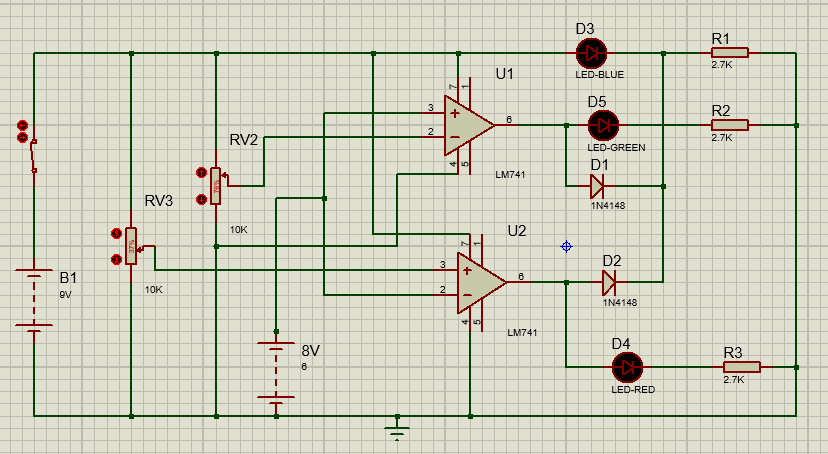 D3
LED-BLUE
R1
2.7K
U1
7
1
3
2
6
4
5
LM741
D5
LED-GREEN
R2
2.7K
RV2
78%
10K
D1
1N4148
RV3
37%
10K
U2
7
1
3
2
6
4
5
LM741
D2
1N4148
B1
9V
8V
6
D4
LED-RED
R3
2.7K